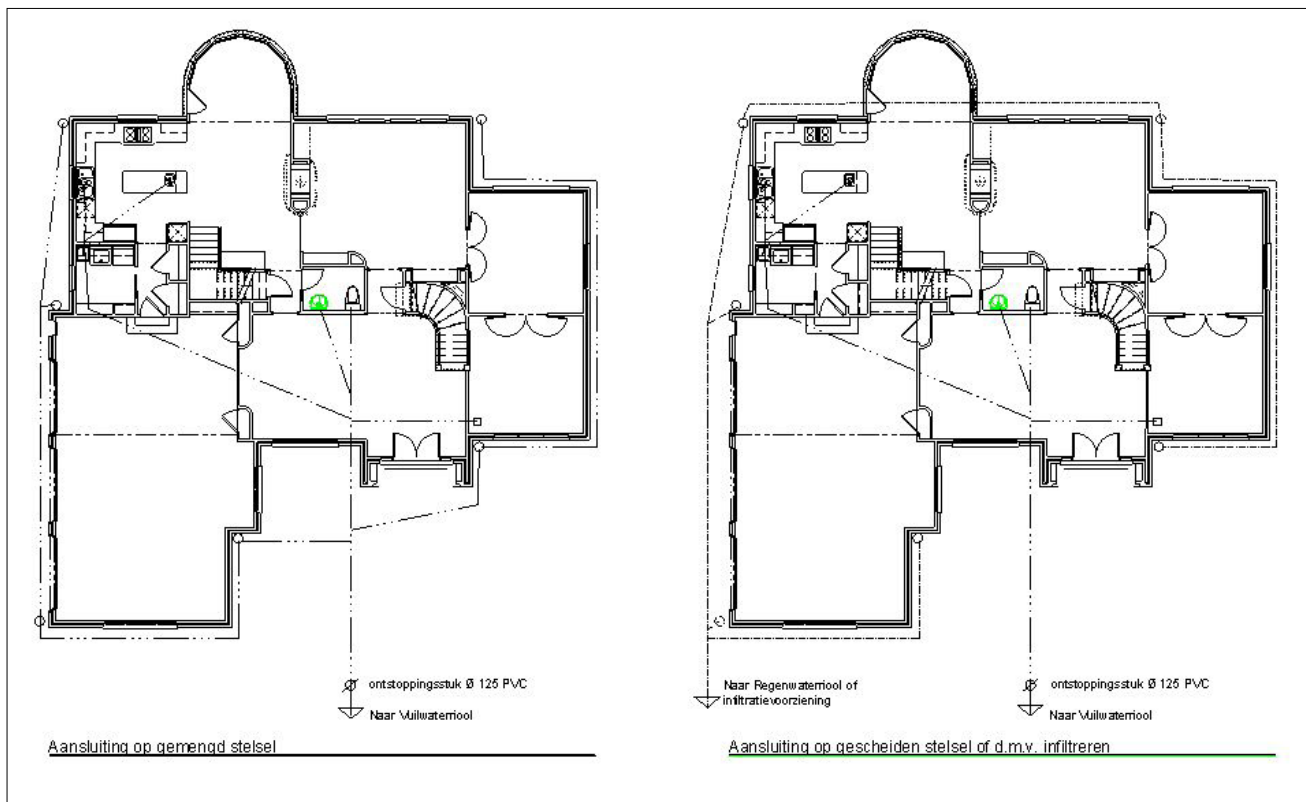 ontstoppingsstuk Ø 125 PVC
Naar Vuilwaterriool
Aansluiting op gemengd stelsel
Naar Regenwaterriool of
infiltratievoorziening
ontstoppingsstuk Ø 125 PVC
Naar Vuilwaterriool
Aansluiting op gescheiden stelsel of d.m.v. infiltreren